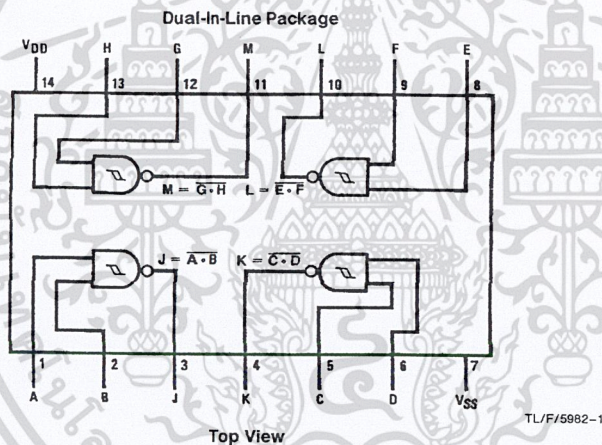 Dual-In-Line Package
VDD H G M L F E
14 13 12 11 10 9 8
M = G̅·̅H̅ L = E̅·̅F̅
J = A̅·̅B̅ K = C̅·̅D̅
1 2 3 4 5 6 7
A B J K C D VSS
TL/F/5982-1
Top View